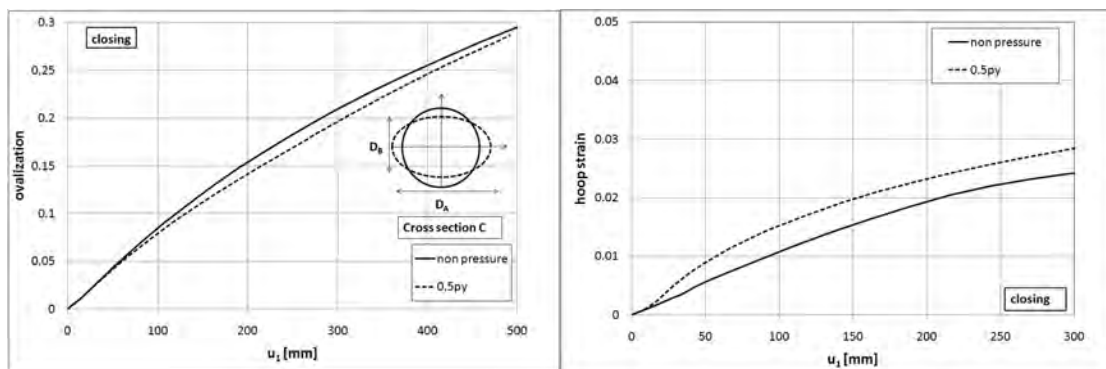 closing
ovalization
0.3
0.25
0.2
0.15
0.1
0.05
0
0
100
200
300
400
500
u1 [mm]
DB
DA
Cross section C
non pressure
0.5py
hoop strain
0.05
0.04
0.03
0.02
0.01
0
0
50
100
150
200
250
300
u1 [mm]
non pressure
0.5py
closing